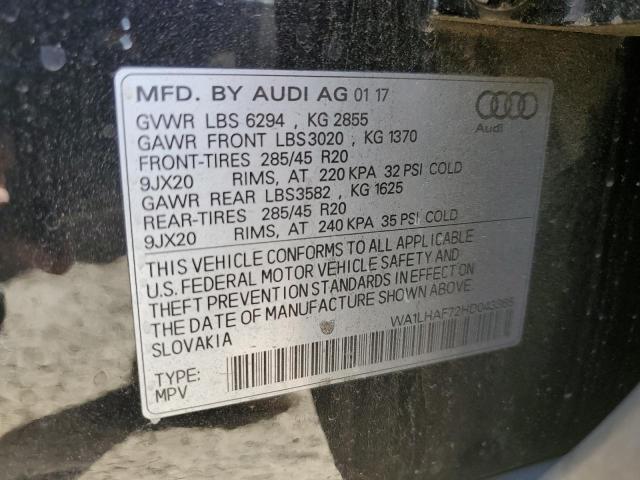 MFD. BY AUDI AG 01 17
GVWR LBS 6294 , KG 2855
GAWR FRONT LBS3020 , KG 1370
FRONT-TIRES 285/45 R20
9JX20 RIMS, AT 220 KPA 32 PSI COLD
GAWR REAR LBS3582 , KG 1625
REAR-TIRES 285/45 R20
9JX20 RIMS, AT 240 KPA 35 PSI COLD
Audi
THIS VEHICLE CONFORMS TO ALL APPLICABLE
U.S. FEDERAL MOTOR VEHICLE SAFETY AND
THEFT PREVENTION STANDARDS IN EFFECT ON
THE DATE OF MANUFACTURE SHOWN ABOVE.
SLOVAKIA
TYPE:
MPV